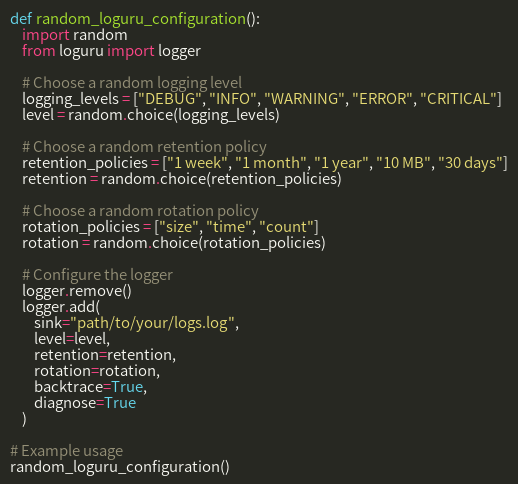 def random_loguru_configuration():
    import random
    from loguru import logger

    # Choose a random logging level
    logging_levels = ["DEBUG", "INFO", "WARNING", "ERROR", "CRITICAL"]
    level = random.choice(logging_levels)

    # Choose a random retention policy
    retention_policies = ["1 week", "1 month", "1 year", "10 MB", "30 days"]
    retention = random.choice(retention_policies)

    # Choose a random rotation policy
    rotation_policies = ["size", "time", "count"]
    rotation = random.choice(rotation_policies)

    # Configure the logger
    logger.remove()
    logger.add(
        sink="path/to/your/logs.log",
        level=level,
        retention=retention,
        rotation=rotation,
        backtrace=True,
        diagnose=True
    )

# Example usage
random_loguru_configuration()